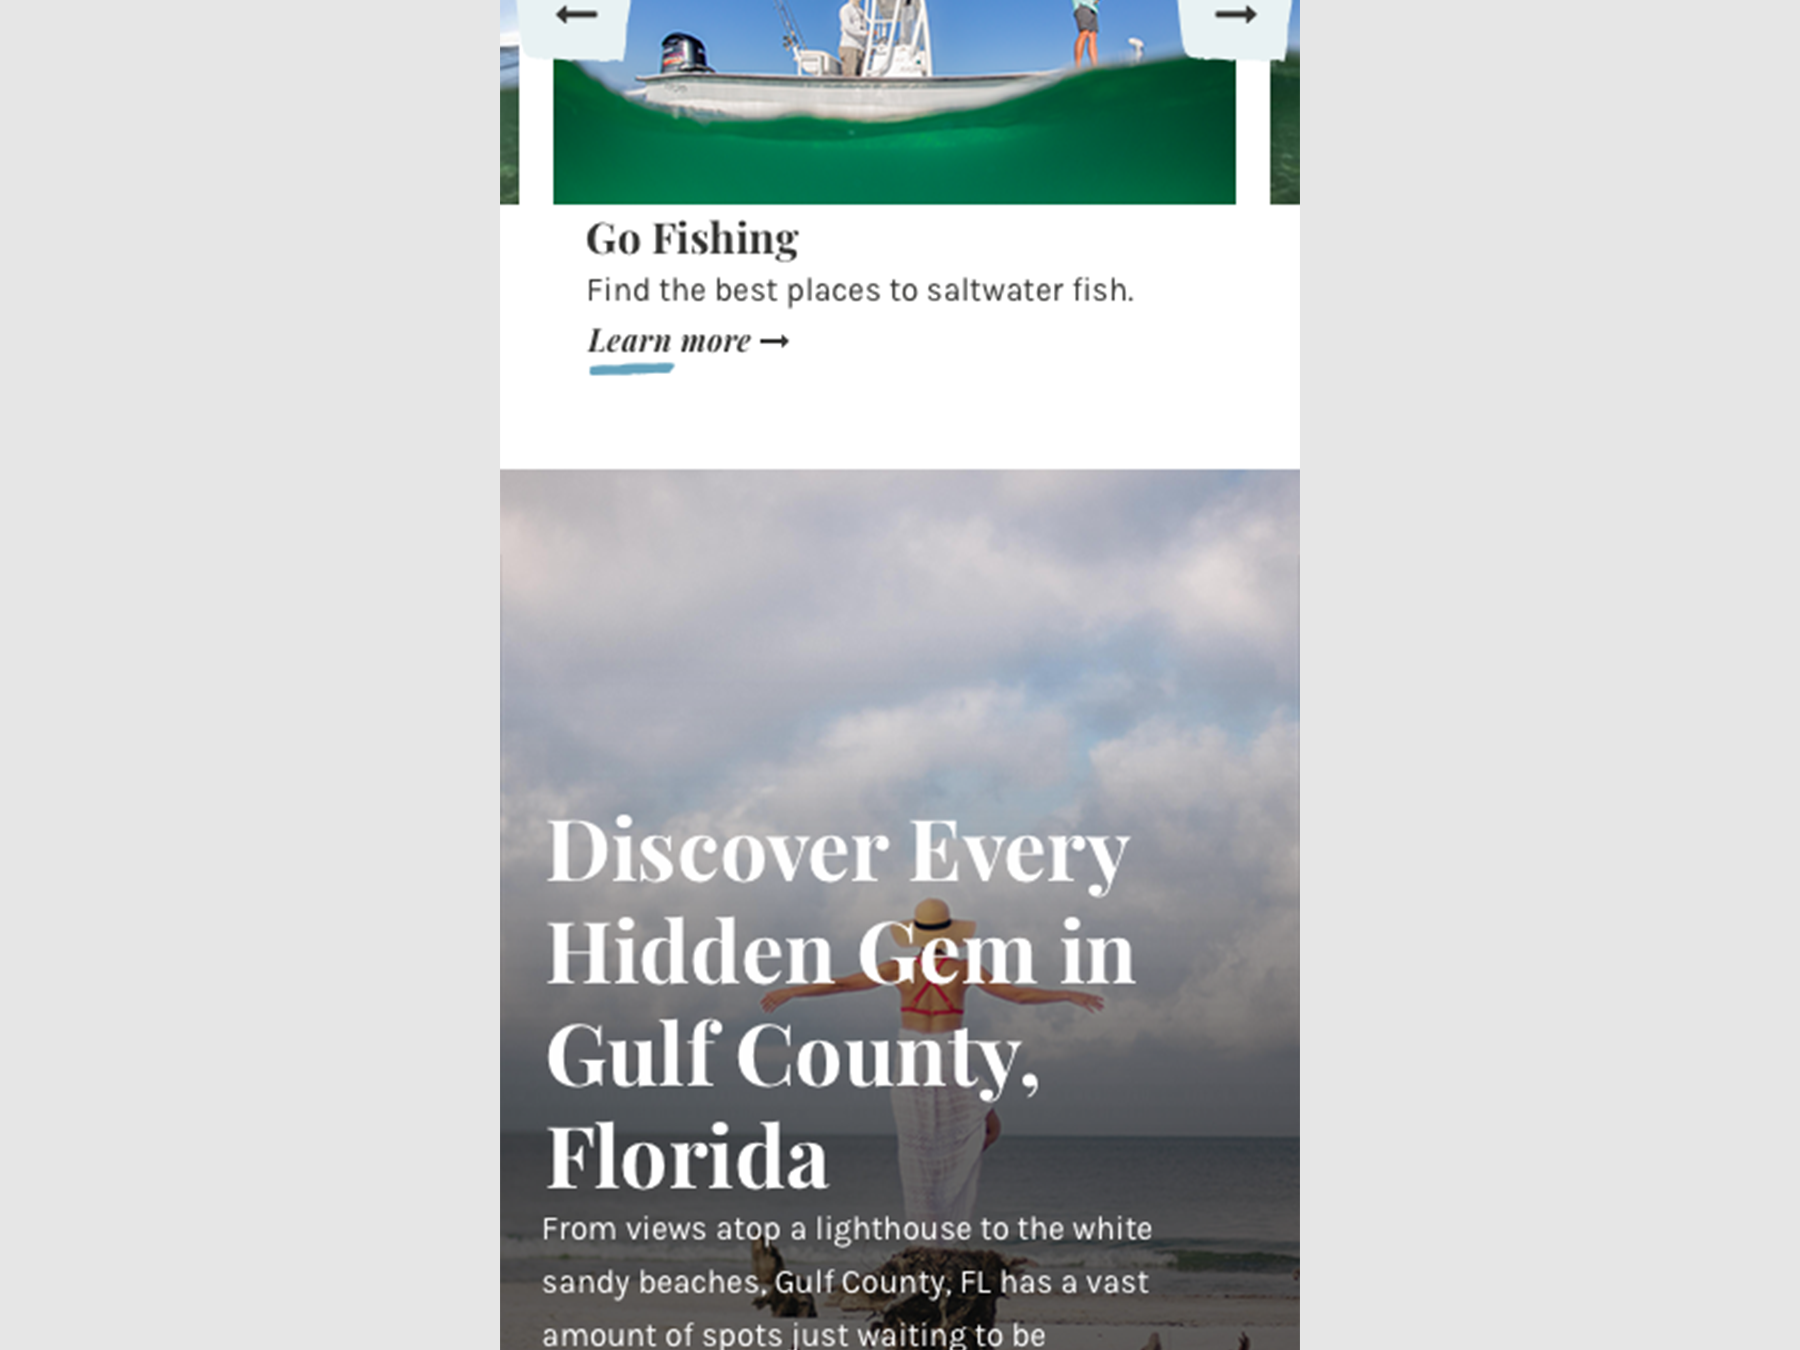 Go Fishing
Find the best places to saltwater fish.
Learn more →
Discover Every
Hidden Gem in
Gulf County,
Florida
From views atop a lighthouse to the white
sandy beaches, Gulf County, FL has a vast
amount of spots just waiting to be